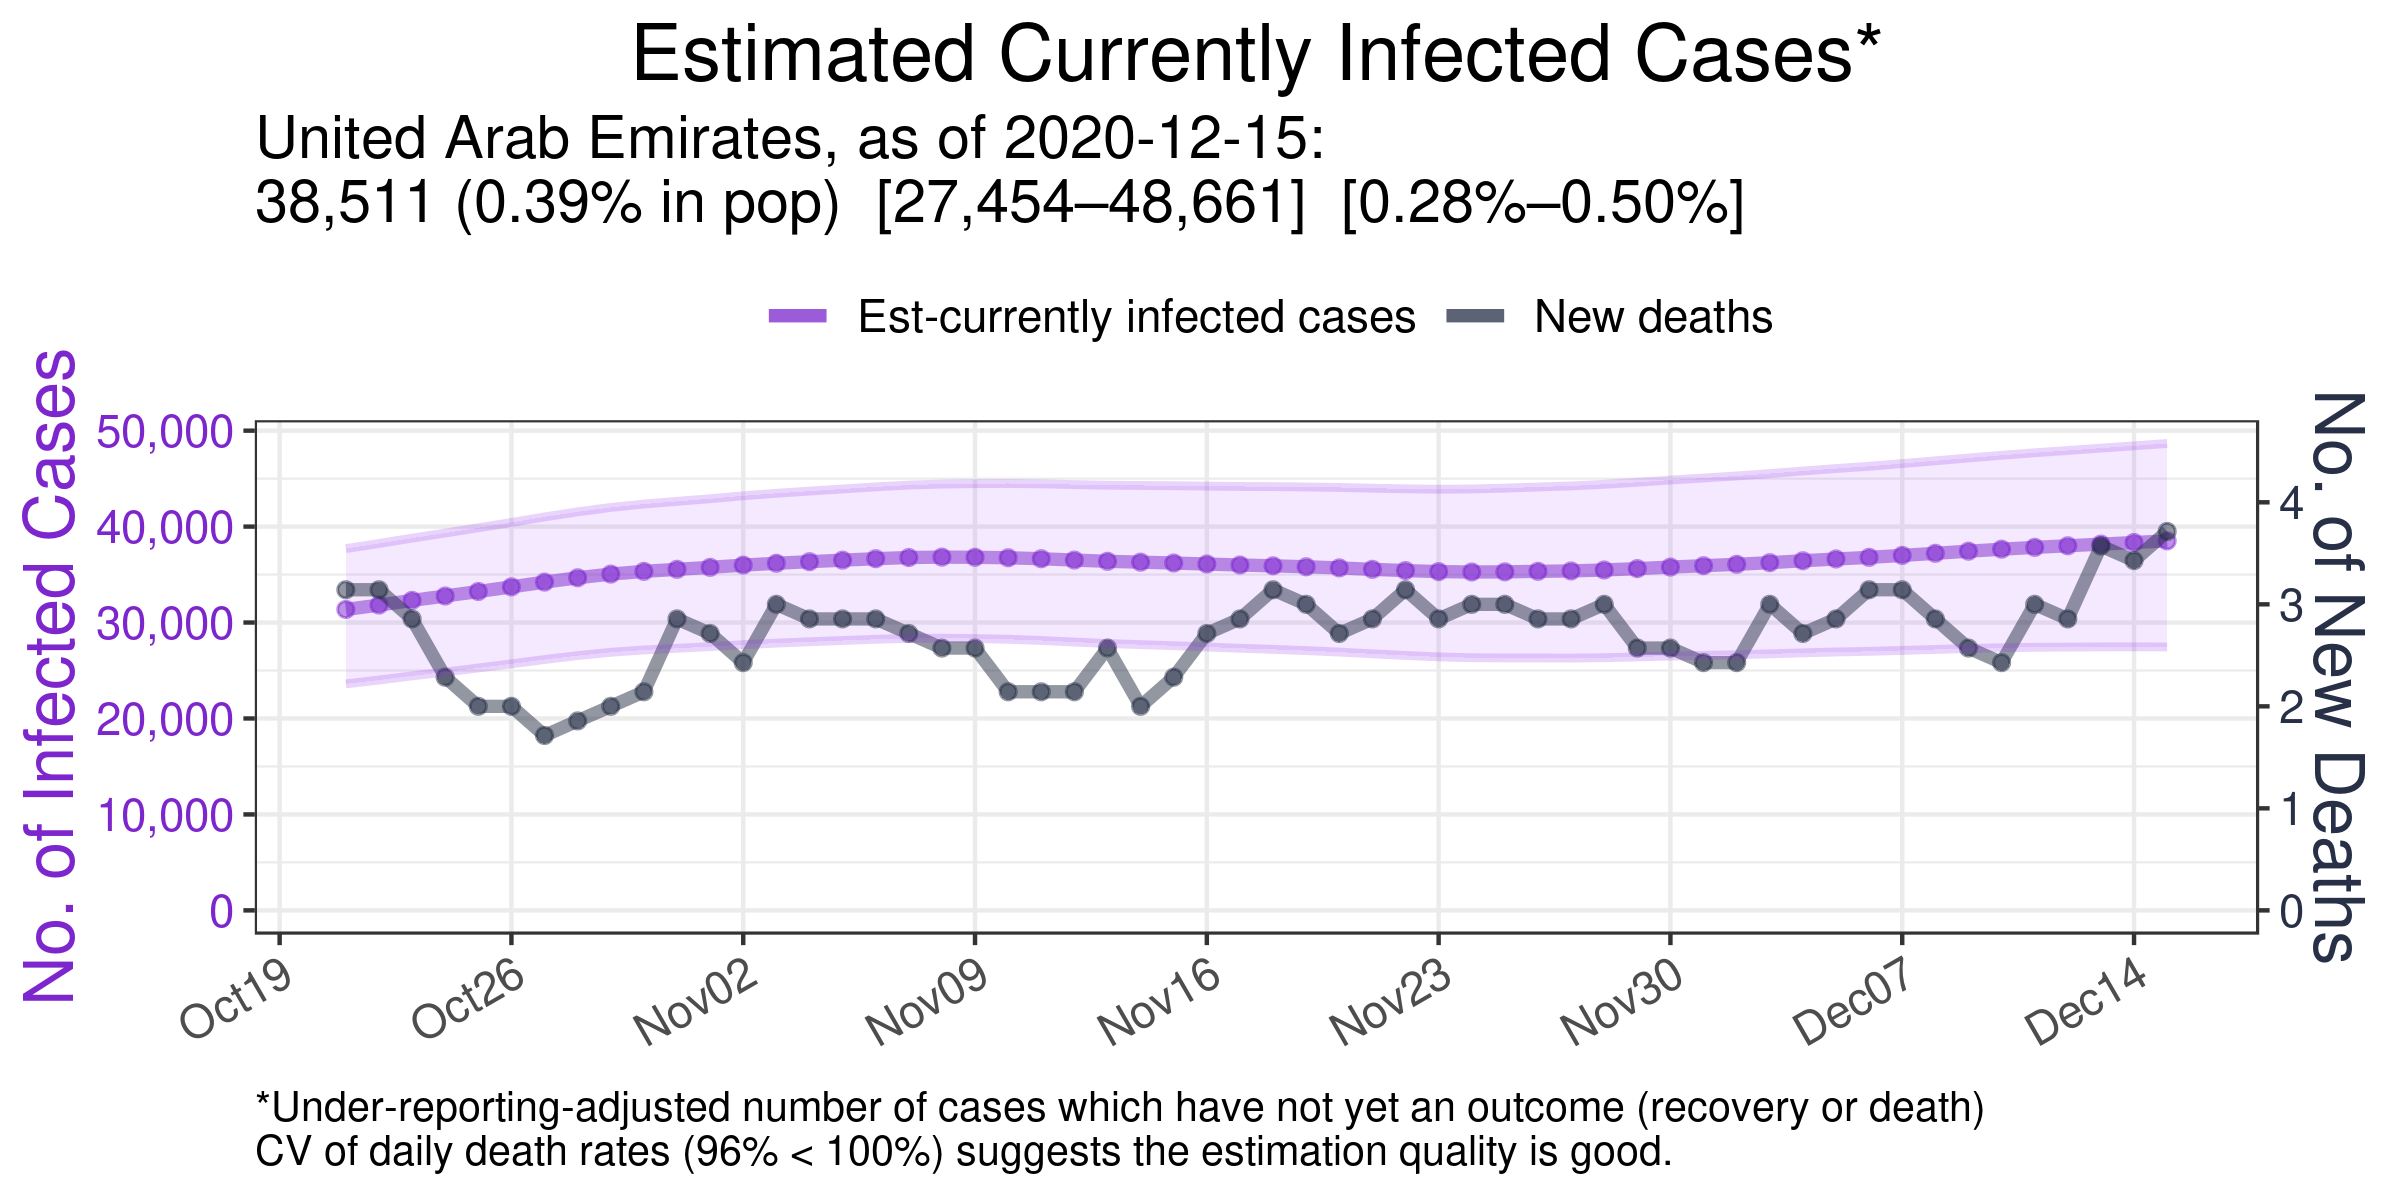 Estimated Currently Infected Cases*
United Arab Emirates, as of 2020-12-15:
38,511 (0.39% in pop)  [27,454–48,661]  [0.28%–0.50%]
Est-currently infected cases
New deaths
No. of Infected Cases
50,000
40,000
30,000
20,000
10,000
0
No. of New Deaths
4
3
2
1
0
Oct19
Oct26
Nov02
Nov09
Nov16
Nov23
Nov30
Dec07
Dec14
*Under-reporting-adjusted number of cases which have not yet an outcome (recovery or death)
CV of daily death rates (96% < 100%) suggests the estimation quality is good.